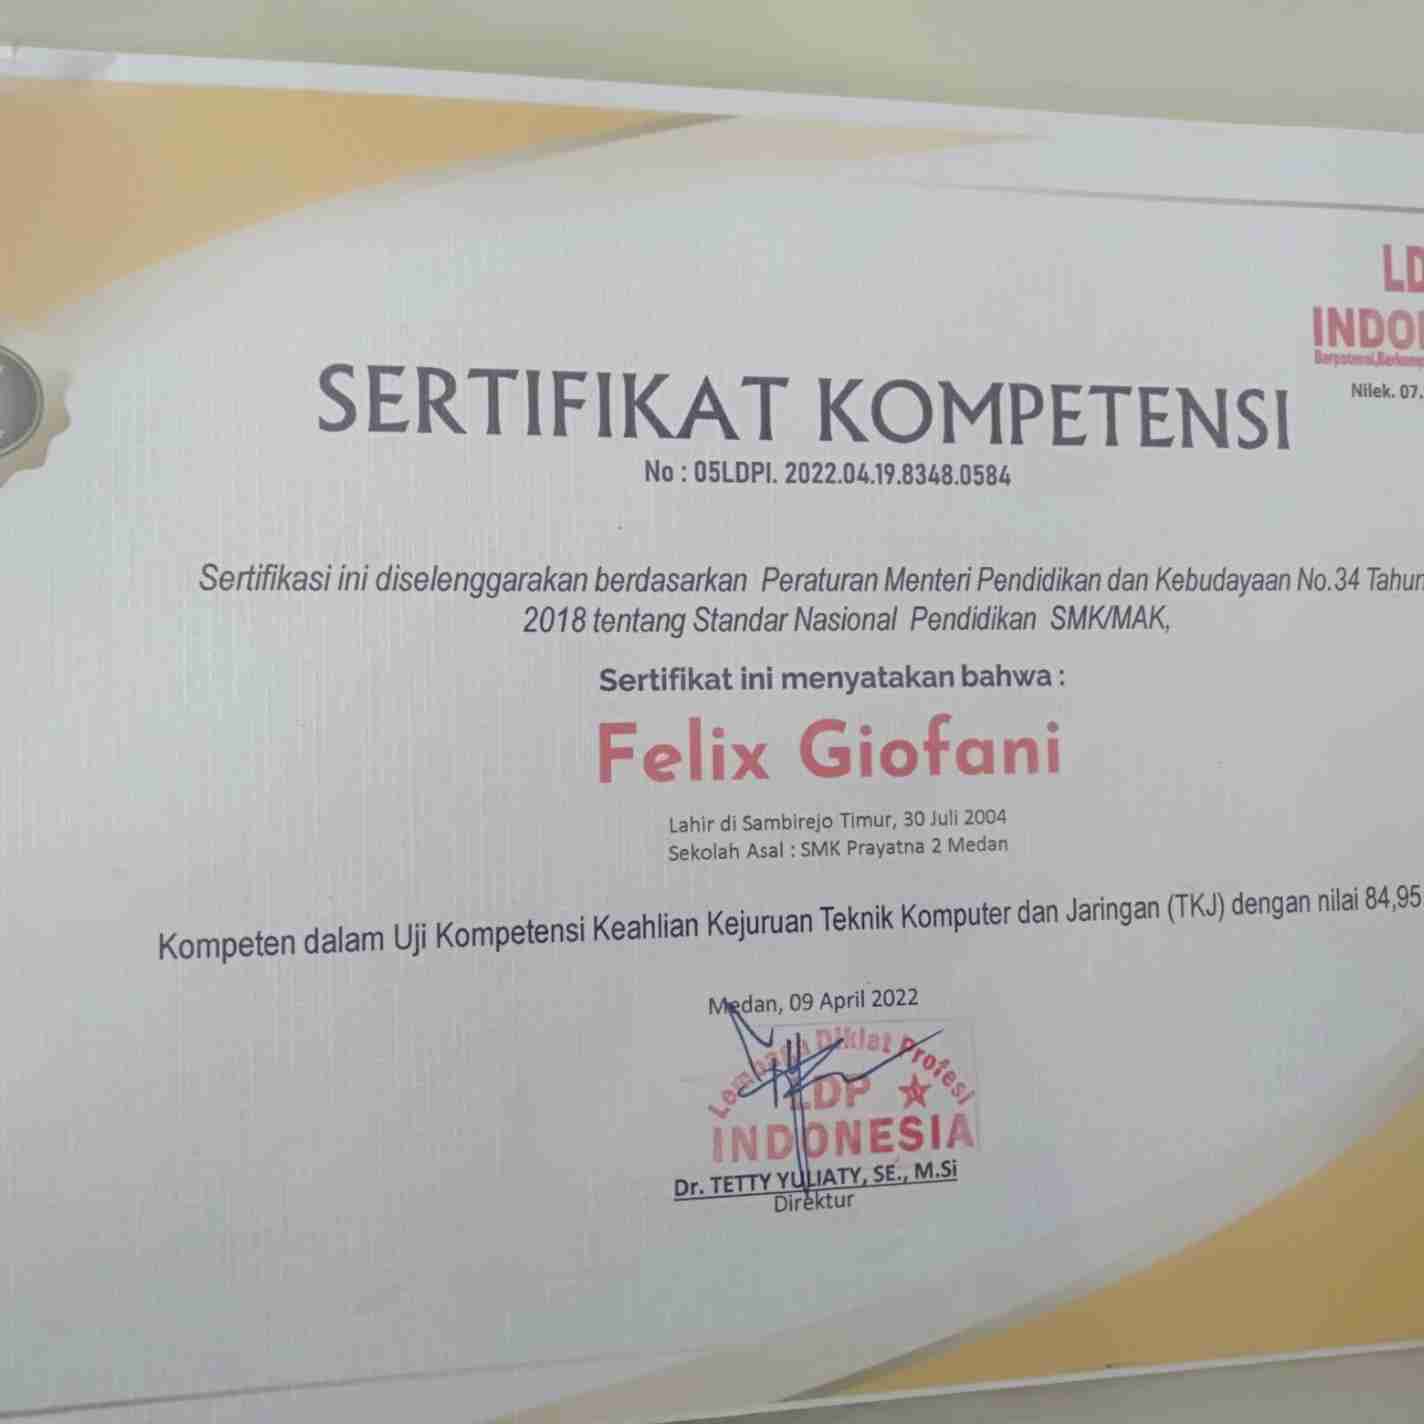 LD
INDO
Nilek. 07.
SERTIFIKAT KOMPETENSI
No : 05LDPI. 2022.04.19.8348.0584
Sertifikasi ini diselenggarakan berdasarkan Peraturan Menteri Pendidikan dan Kebudayaan No.34 Tahun
2018 tentang Standar Nasional Pendidikan SMK/MAK,
Sertifikat ini menyatakan bahwa :
Felix Giofani
Lahir di Sambirejo Timur, 30 Juli 2004
Sekolah Asal : SMK Prayatna 2 Medan
Kompeten dalam Uji Kompetensi Keahlian Kejuruan Teknik Komputer dan Jaringan (TKJ) dengan nilai 84,95
Medan, 09 April 2022
Lembaga Diklat Profesi
LDP
INDONESIA
Dr. TETTY YULIATY, SE., M.Si
Direktur